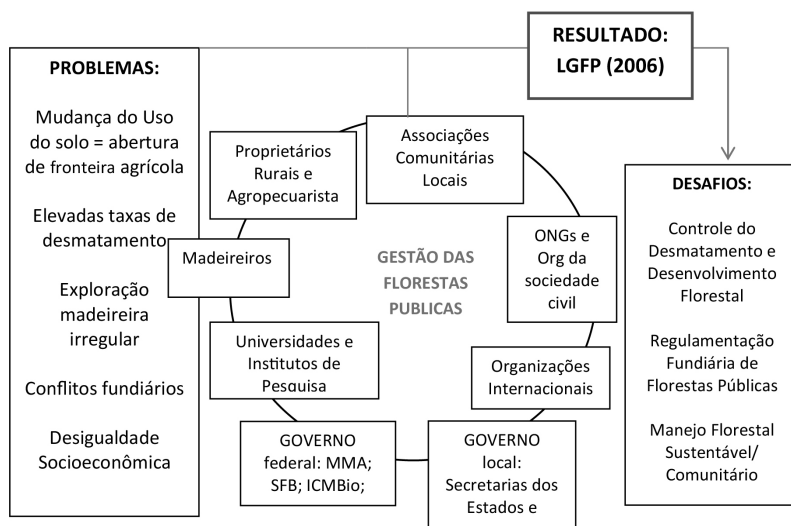 RESULTADO:
LGFP (2006)
PROBLEMAS:
Mudança do Uso
do solo = abertura
de fronteira agrícola
Elevadas taxas de
desmatamento
Exploração
madeireira
irregular
Conflitos fundiários
Desigualdade
Socioeconômica
Associações
Comunitárias
Locais
Proprietários
Rurais e
Agropecuarista
Madeireiros
Universidades e
Institutos de
Pesquisa
GOVERNO
federal: MMA;
SFB; ICMBio;
GOVERNO
local:
Secretarias dos
Estados e
Organizações
Internacionais
ONGs e
Org da
sociedade
civil
GESTÃO DAS
FLORESTAS
PUBLICAS
DESAFIOS:
Controle do
Desmatamento e
Desenvolvimento
Florestal
Regulamentação
Fundiária de
Florestas Públicas
Manejo Florestal
Sustentável/
Comunitário